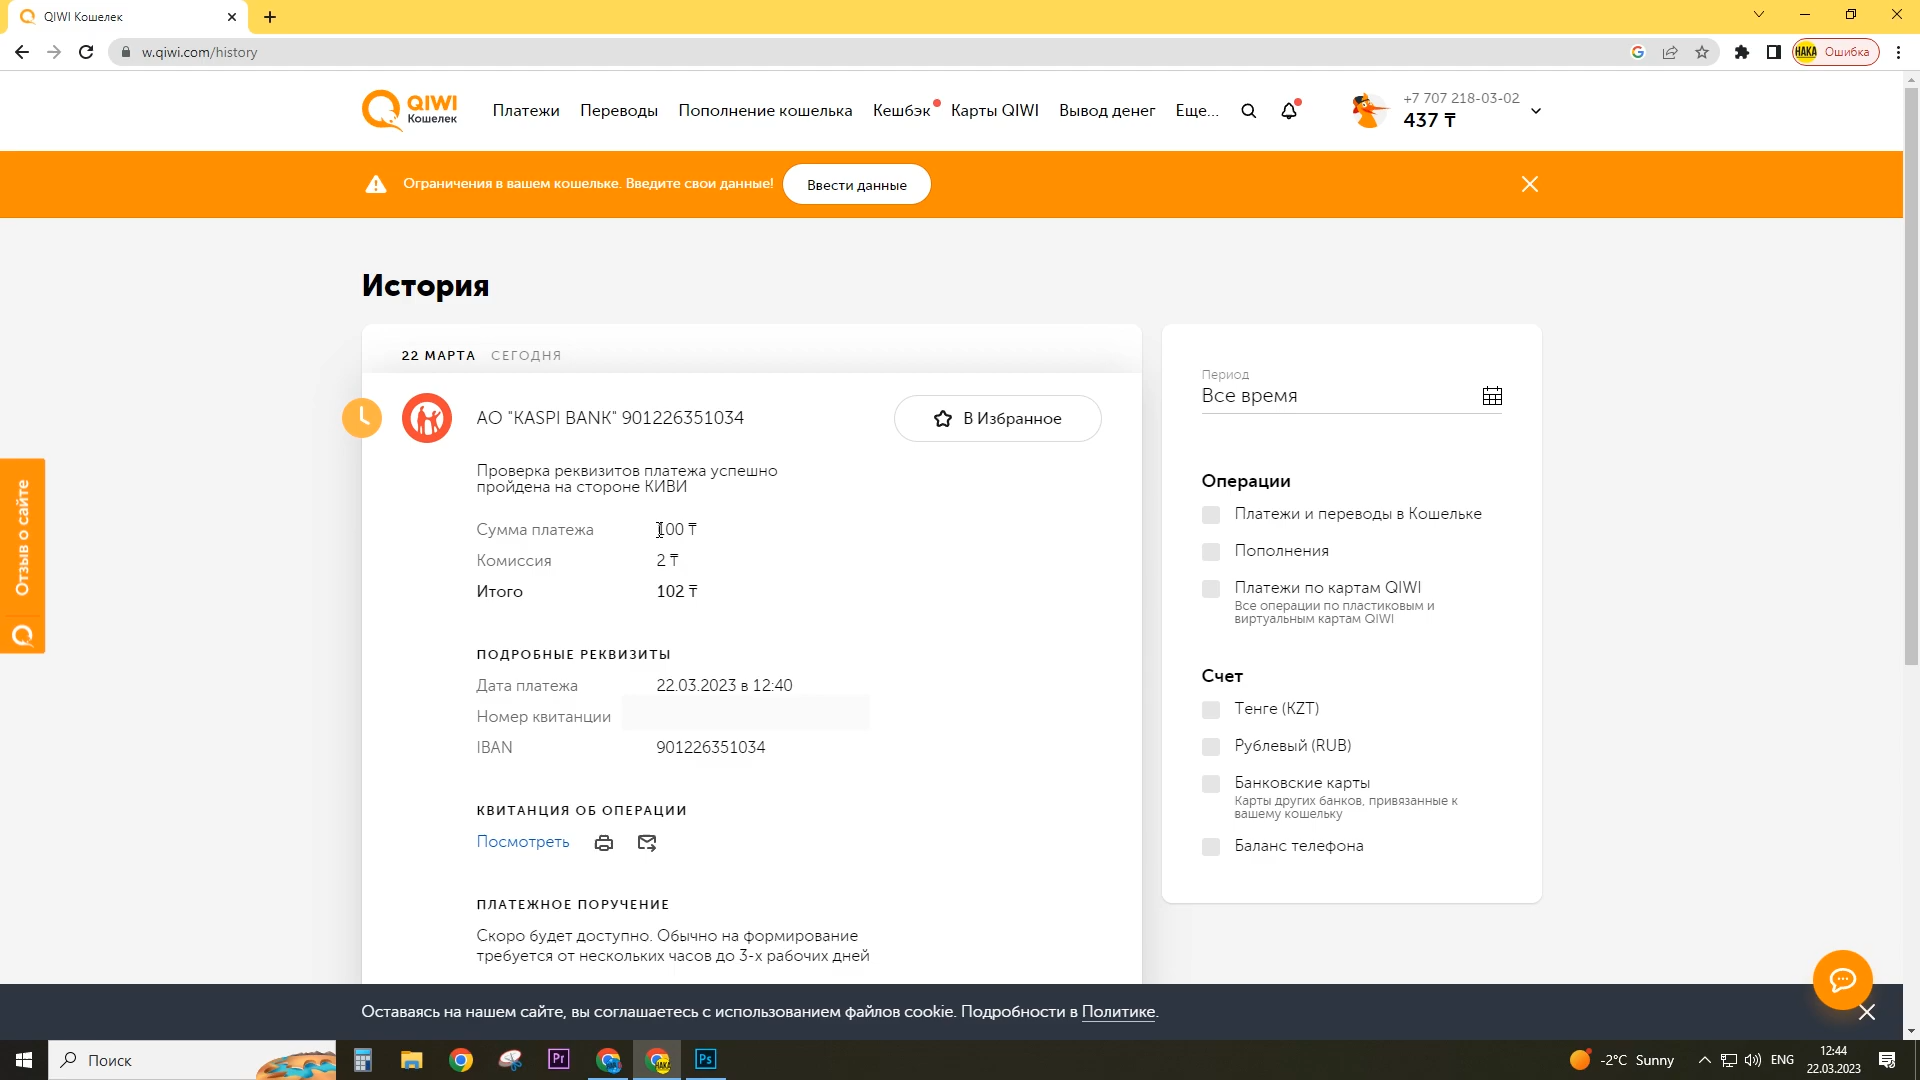 QIWI Кошелек
w.qiwi.com/history
НАКА Ошибка
QIWI Кошелек
Платежи Переводы Пополнение кошелька Кешбэк Карты QIWI Вывод денег Еще...
+7 707 218-03-02
437 ₸
Ограничения в вашем кошельке. Введите свои данные! Ввести данные
История
22 МАРТА СЕГОДНЯ
АО "KASPI BANK" 901226351034
В Избранное
Проверка реквизитов платежа успешно
пройдена на стороне КИВИ
Сумма платежа 100 ₸
Комиссия 2 ₸
Итого 102 ₸
ПОДРОБНЫЕ РЕКВИЗИТЫ
Дата платежа 22.03.2023 в 12:40
Номер квитанции
IBAN 901226351034
КВИТАНЦИЯ ОБ ОПЕРАЦИИ
Посмотреть
ПЛАТЕЖНОЕ ПОРУЧЕНИЕ
Скоро будет доступно. Обычно на формирование
требуется от нескольких часов до 3-х рабочих дней
Период
Все время
Операции
Платежи и переводы в Кошельке
Пополнения
Платежи по картам QIWI
Все операции по пластиковым и
виртуальным картам QIWI
Счет
Тенге (KZT)
Рублевый (RUB)
Банковские карты
Карты других банков, привязанные к
вашему кошельку
Баланс телефона
Отзыв о сайте
Оставаясь на нашем сайте, вы соглашаетесь с использованием файлов cookie. Подробности в Политике.
Поиск
Pr
Ps
-2°C Sunny
ENG
12:44
22.03.2023